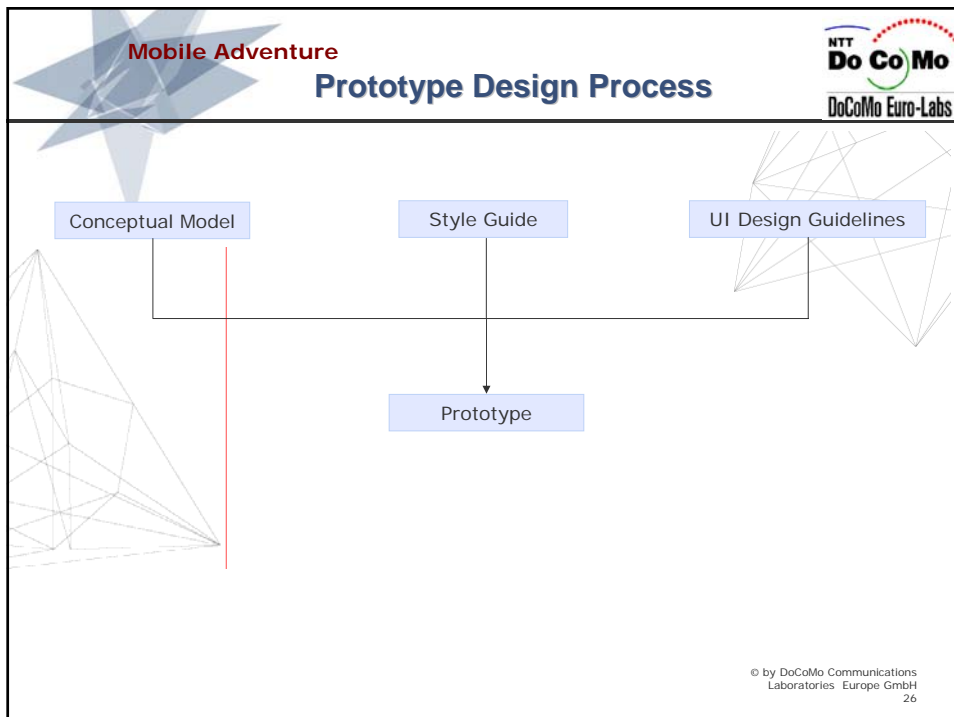 Mobile Adventure
Prototype Design Process
NTT
Do Co Mo
DoCoMo Euro-Labs
Conceptual Model
Style Guide
UI Design Guidelines
Prototype
© by DoCoMo Communications
Laboratories Europe GmbH
26